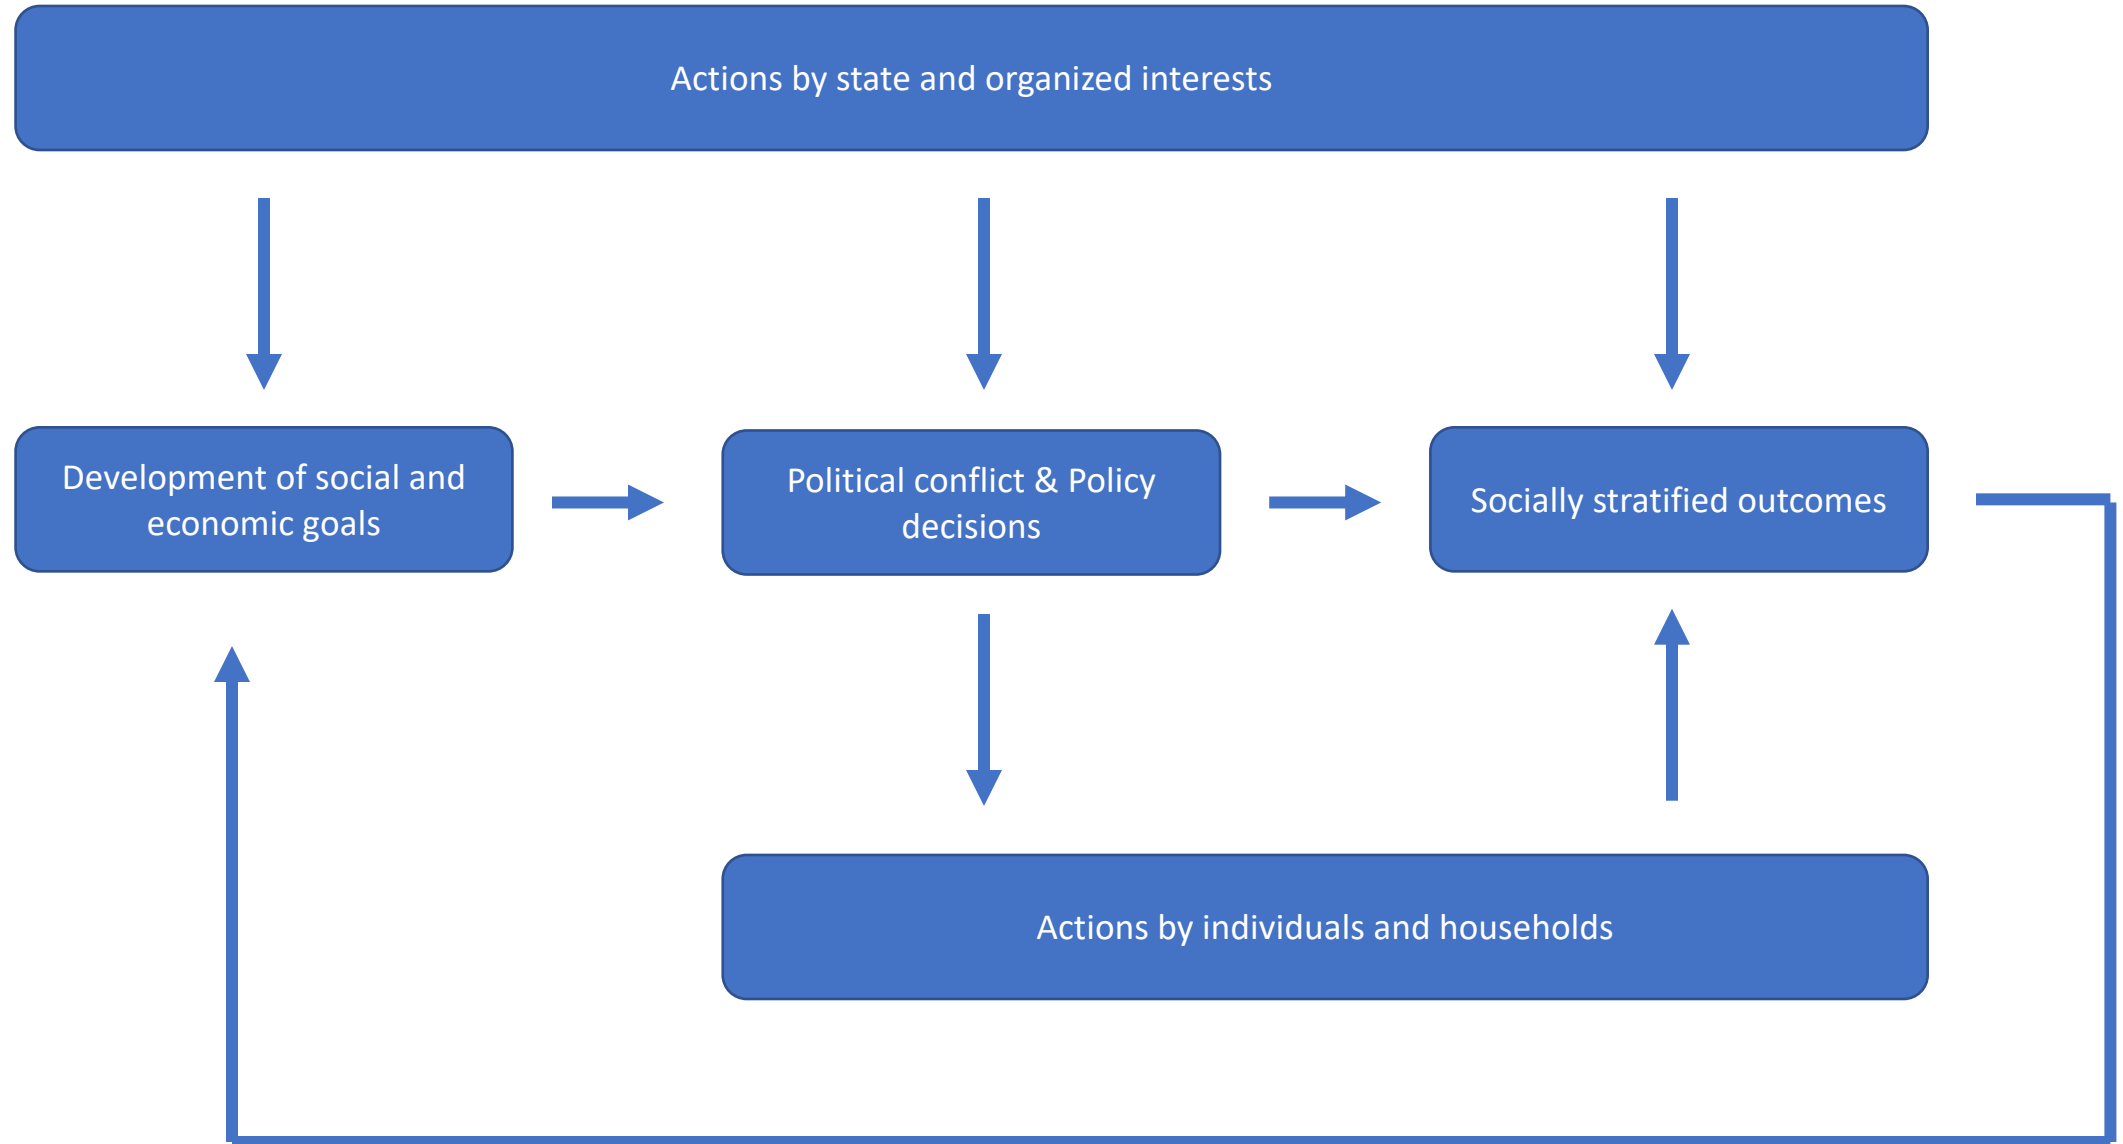 Actions by state and organized interests
Development of social and
economic goals
Political conflict & Policy
decisions
Socially stratified outcomes
Actions by individuals and households